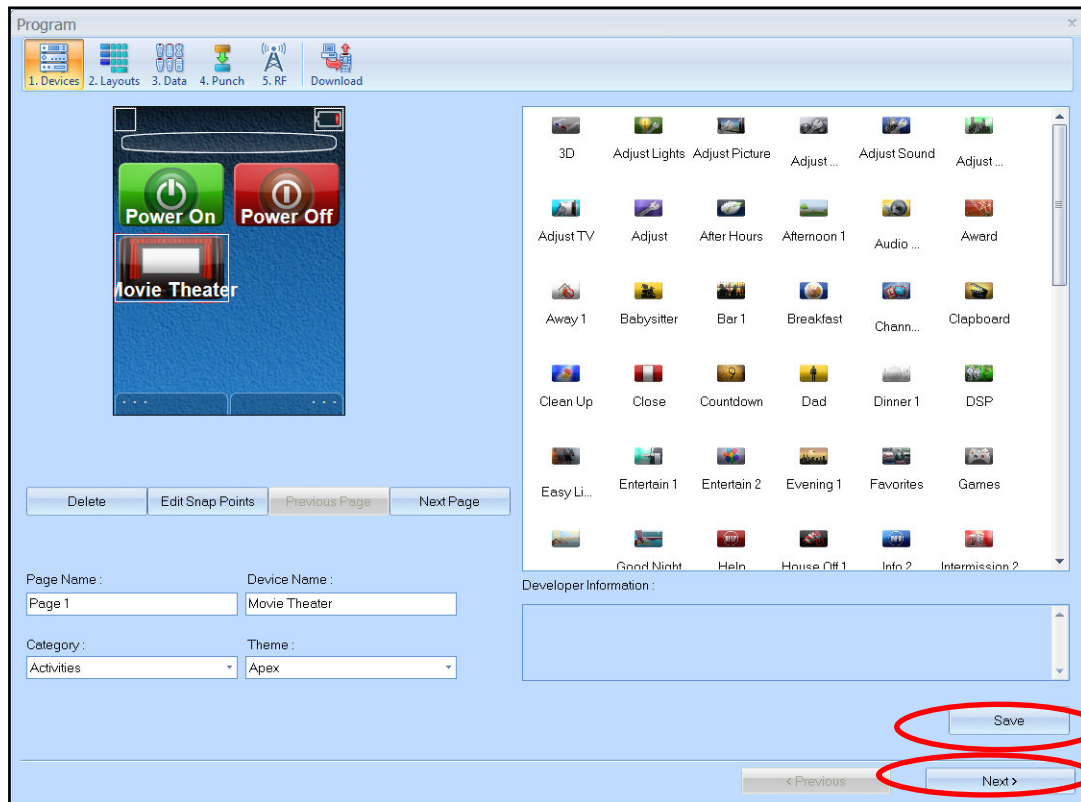 Program
x
1. Devices 2. Layouts 3. Data 4. Punch 5. RF Download
Power On Power Off
Movie Theater
3D Adjust Lights Adjust Picture Adjust ... Adjust Sound Adjust ...
Adjust TV Adjust After Hours Afternoon 1 Audio ... Award
Away 1 Babysitter Bar 1 Breakfast Chann... Clapboard
Clean Up Close Countdown Dad Dinner 1 DSP
Easy Li... Entertain 1 Entertain 2 Evening 1 Favorites Games
Good Night Help House Off 1 Info 2 Intermission 2
Delete Edit Snap Points Previous Page Next Page
Page Name : Device Name :
Page 1 Movie Theater
Category : Theme :
Activities Apex
Developer Information :
Save
< Previous Next >